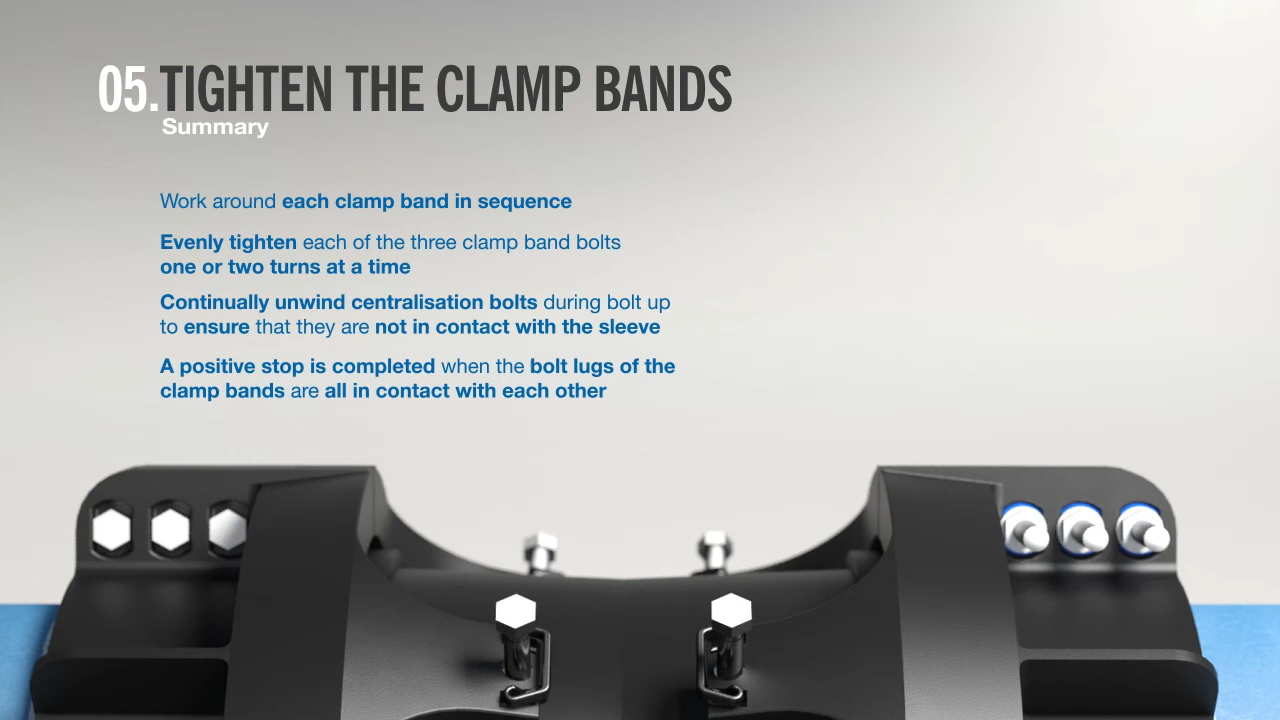 05.TIGHTEN THE CLAMP BANDS
Summary
Work around each clamp band in sequence
Evenly tighten each of the three clamp band bolts
one or two turns at a time
Continually unwind centralisation bolts during bolt up
to ensure that they are not in contact with the sleeve
A positive stop is completed when the bolt lugs of the
clamp bands are all in contact with each other